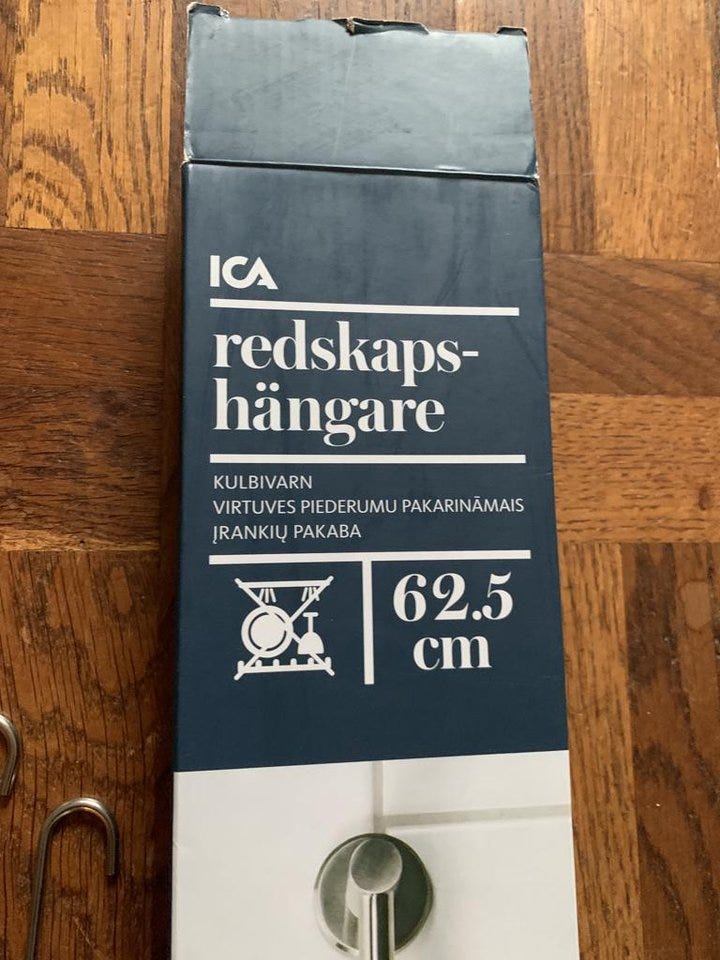 ICA
redskaps-
hängare
KULBIVARN
VIRTUVES PIEDERUMU PAKARINĀMAIS
ĮRANKIŲ PAKABA
62.5
cm